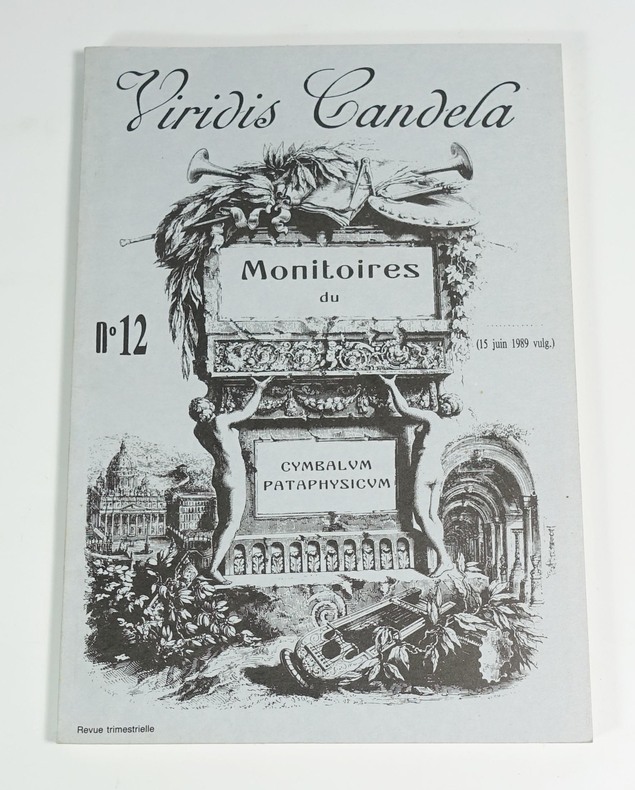 Viridis Candela
Monitoires
du
N° 12
(15 juin 1989 vulg.)
CYMBALVM
PATAPHYSICVM
Revue trimestrielle